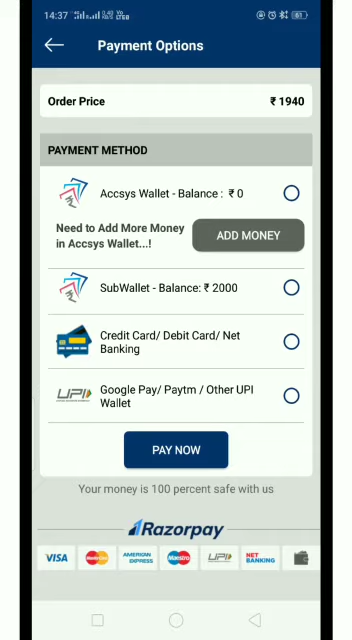 14:37
Payment Options
Order Price ₹ 1940
PAYMENT METHOD
Accsys Wallet - Balance : ₹ 0
Need to Add More Money
in Accsys Wallet...!
ADD MONEY
SubWallet - Balance: ₹ 2000
Credit Card/ Debit Card/ Net
Banking
UPI
Google Pay/ Paytm / Other UPI
Wallet
PAY NOW
Your money is 100 percent safe with us
Razorpay
VISA
MasterCard
AMERICAN
EXPRESS
Maestro
UPI
NET
BANKING